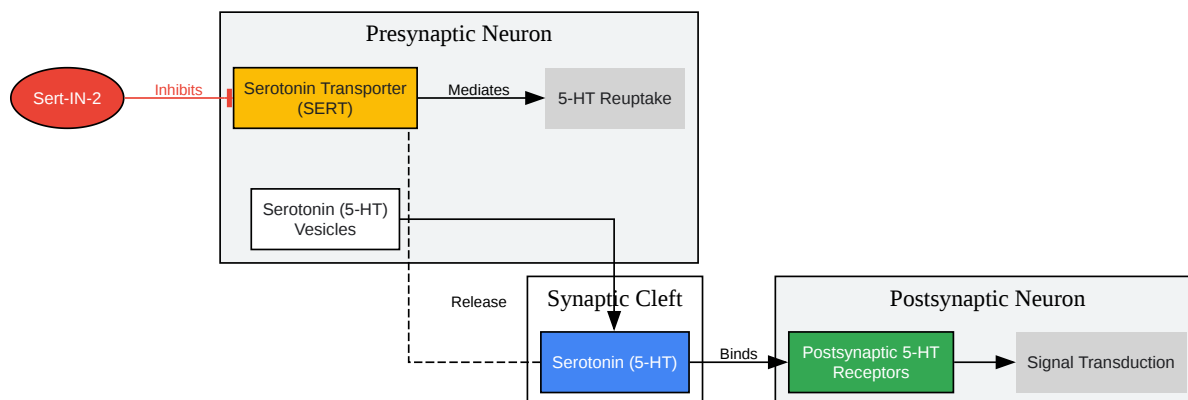 Presynaptic Neuron
Sert-IN-2
Inhibits
Serotonin Transporter
(SERT)
Mediates
5-HT Reuptake
Serotonin (5-HT)
Vesicles
Release
Synaptic Cleft
Serotonin (5-HT)
Binds
Postsynaptic Neuron
Postsynaptic 5-HT
Receptors
Signal Transduction